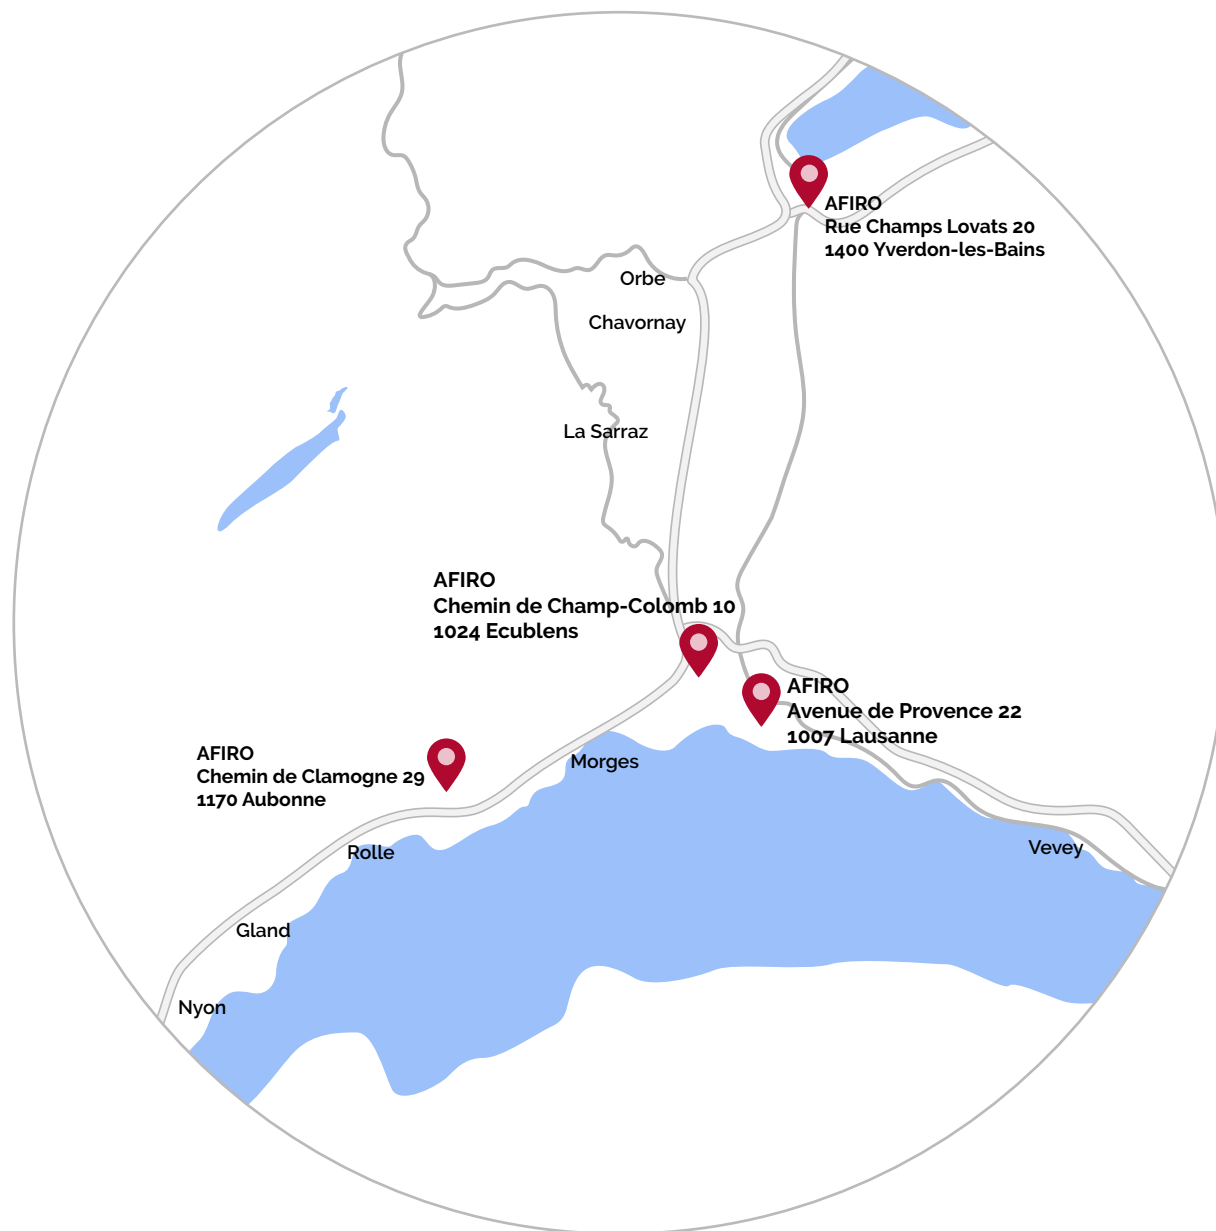 AFIRO
Rue Champs Lovats 20
1400 Yverdon-les-Bains
Orbe
Chavornay
La Sarraz
AFIRO
Chemin de Champ-Colomb 10
1024 Ecublens
AFIRO
Avenue de Provence 22
1007 Lausanne
AFIRO
Chemin de Clamogne 29
1170 Aubonne
Morges
Rolle
Vevey
Gland
Nyon